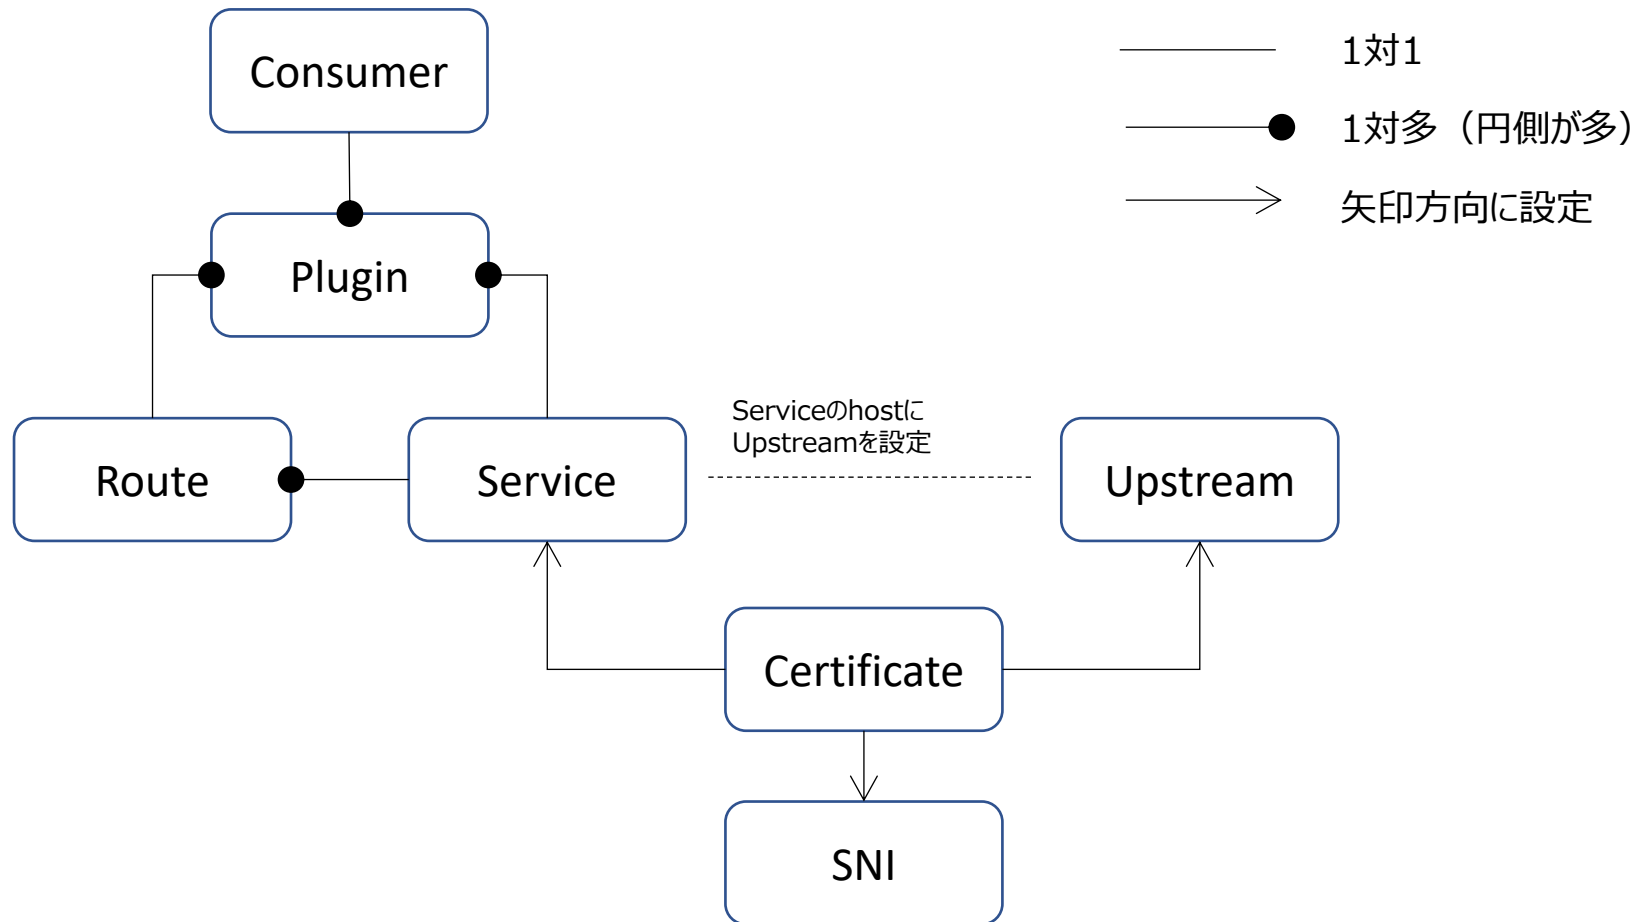 Consumer
1対1
1対多（円側が多）
矢印方向に設定
Plugin
Serviceのhostに
Upstreamを設定
Route
Service
Upstream
Certificate
SNI